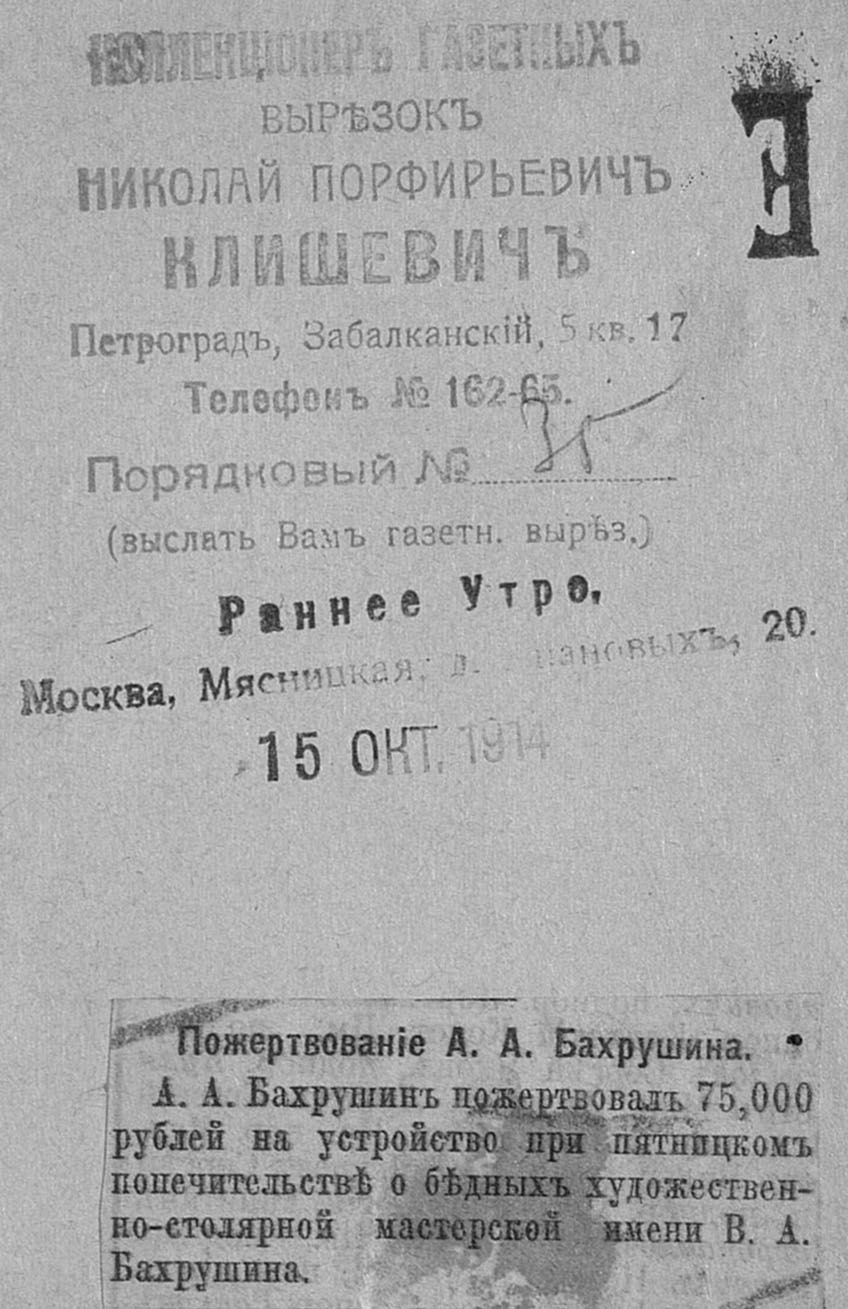 КОЛЛЕКЦІОНЕРЪ ГАЗЕТНЫХЪ
ВЫРѢЗОКЪ
НИКОЛАЙ ПОРФИРЬЕВИЧЪ
КЛИШЕВИЧЪ
Петроградъ, Забалканскій, 5 кв. 17
Телефонъ № 162-65.
Порядковый № 35
(выслать Вамъ газетн. вырѣз.)
Раннее Утро,
Москва, Мясницкая, д. 20.
15 ОКТ. 1914
Е
Пожертвованіе А. А. Бахрушина.
А. А. Бахрушинъ пожертвовалъ 75,000
рублей на устройство при пятницкомъ
попечительствѣ о бѣдныхъ художествен-
но-столярной мастерской имени В. А.
Бахрушина.